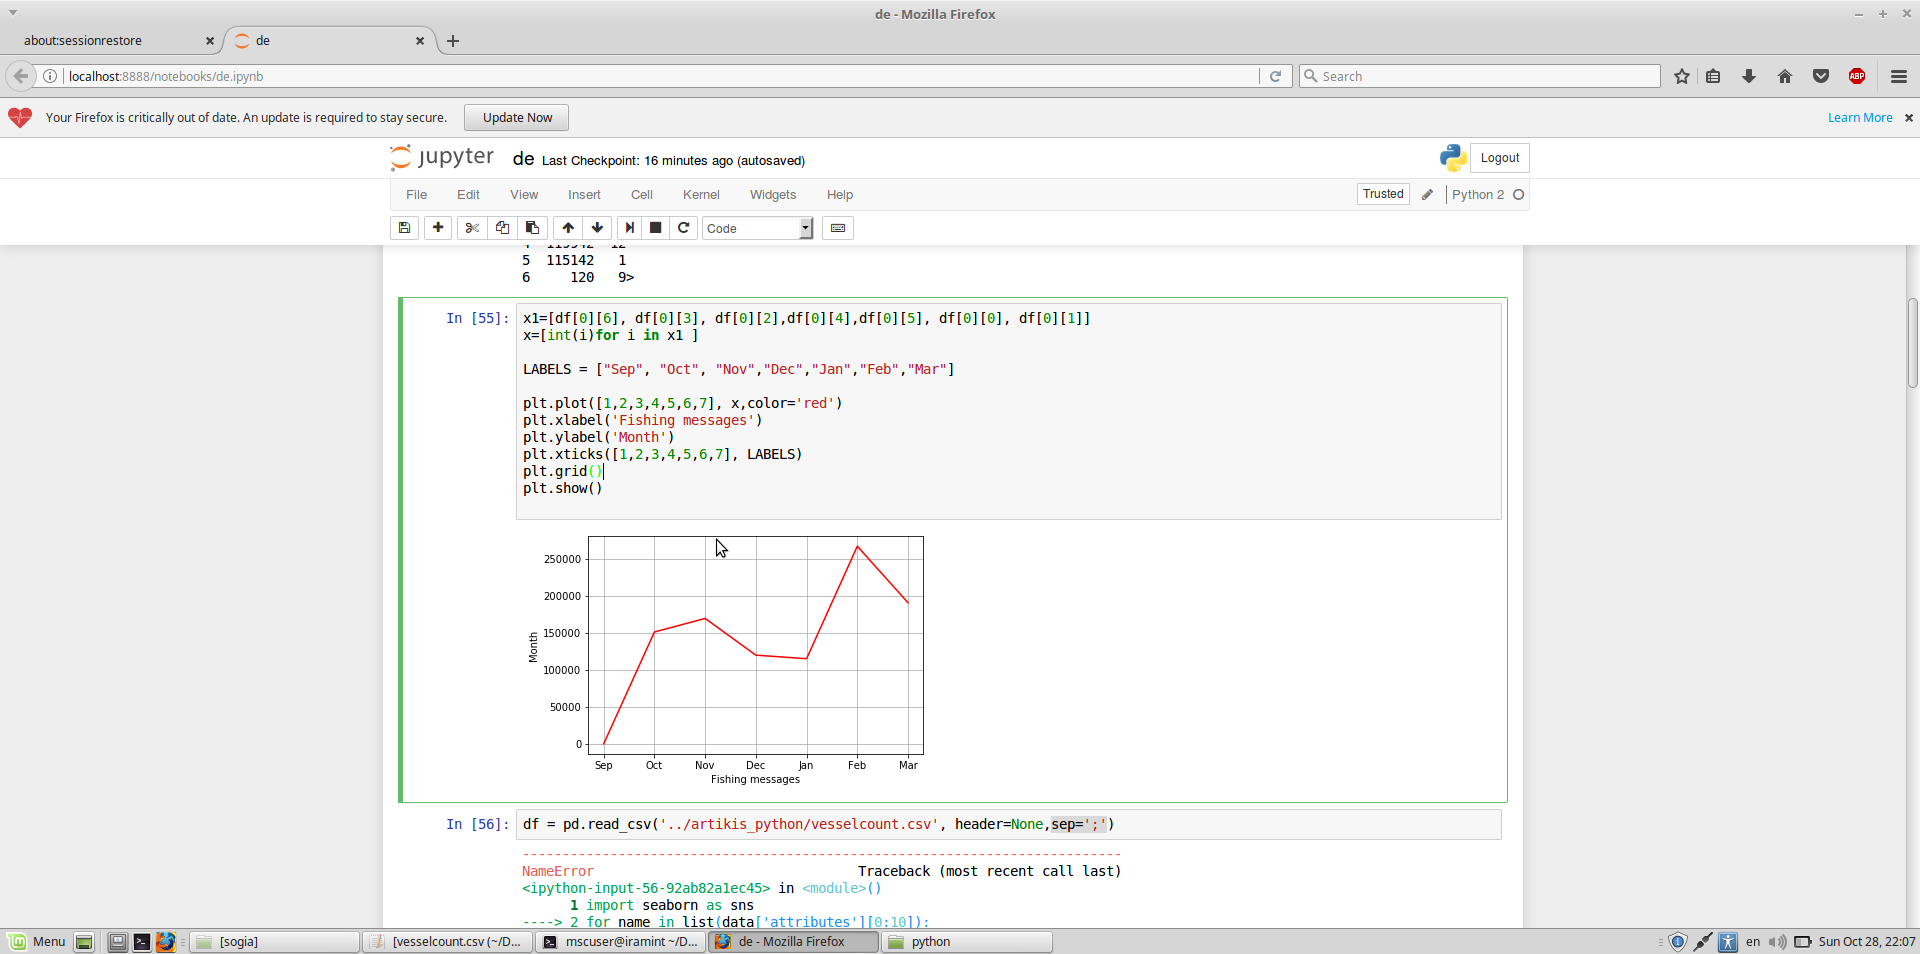 de - Mozilla Firefox
about:sessionrestore
de
localhost:8888/notebooks/de.ipynb
Search
ABP
Your Firefox is critically out of date. An update is required to stay secure.
Update Now
Learn More
jupyter
de Last Checkpoint: 16 minutes ago (autosaved)
Logout
File Edit View Insert Cell Kernel Widgets Help
Trusted
Python 2
Code
5 115142 1
6 120 9>
In [55]:
x1=[df[0][6], df[0][3], df[0][2],df[0][4],df[0][5], df[0][0], df[0][1]]
x=[int(i)for i in x1 ]
LABELS = ["Sep", "Oct", "Nov","Dec","Jan","Feb","Mar"]
plt.plot([1,2,3,4,5,6,7], x,color='red')
plt.xlabel('Fishing messages')
plt.ylabel('Month')
plt.xticks([1,2,3,4,5,6,7], LABELS)
plt.grid()
plt.show()
250000
200000
150000
100000
50000
0
Month
Sep Oct Nov Dec Jan Feb Mar
Fishing messages
In [56]:
df = pd.read_csv('../artikis_python/vesselcount.csv', header=None,sep=';')
---------------------------------------------------------------------------
NameError Traceback (most recent call last)
<ipython-input-56-92ab82a1ec45> in <module>()
1 import seaborn as sns
----> 2 for name in list(data['attributes'][0:10]):
Menu
[sogia]
[vesselcount.csv (~/D...
mscuser@iramint ~/D...
de - Mozilla Firefox
python
en
Sun Oct 28, 22:07